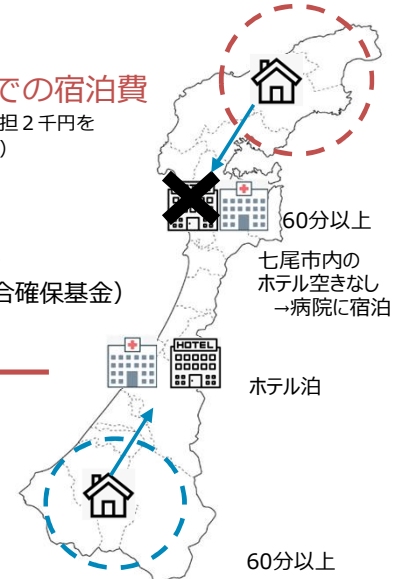 での宿泊費
担２千円を
）
60分以上
七尾市内の
ホテル空きなし
→病院に宿泊
合確保基金）
HOTEL
ホテル泊
60分以上